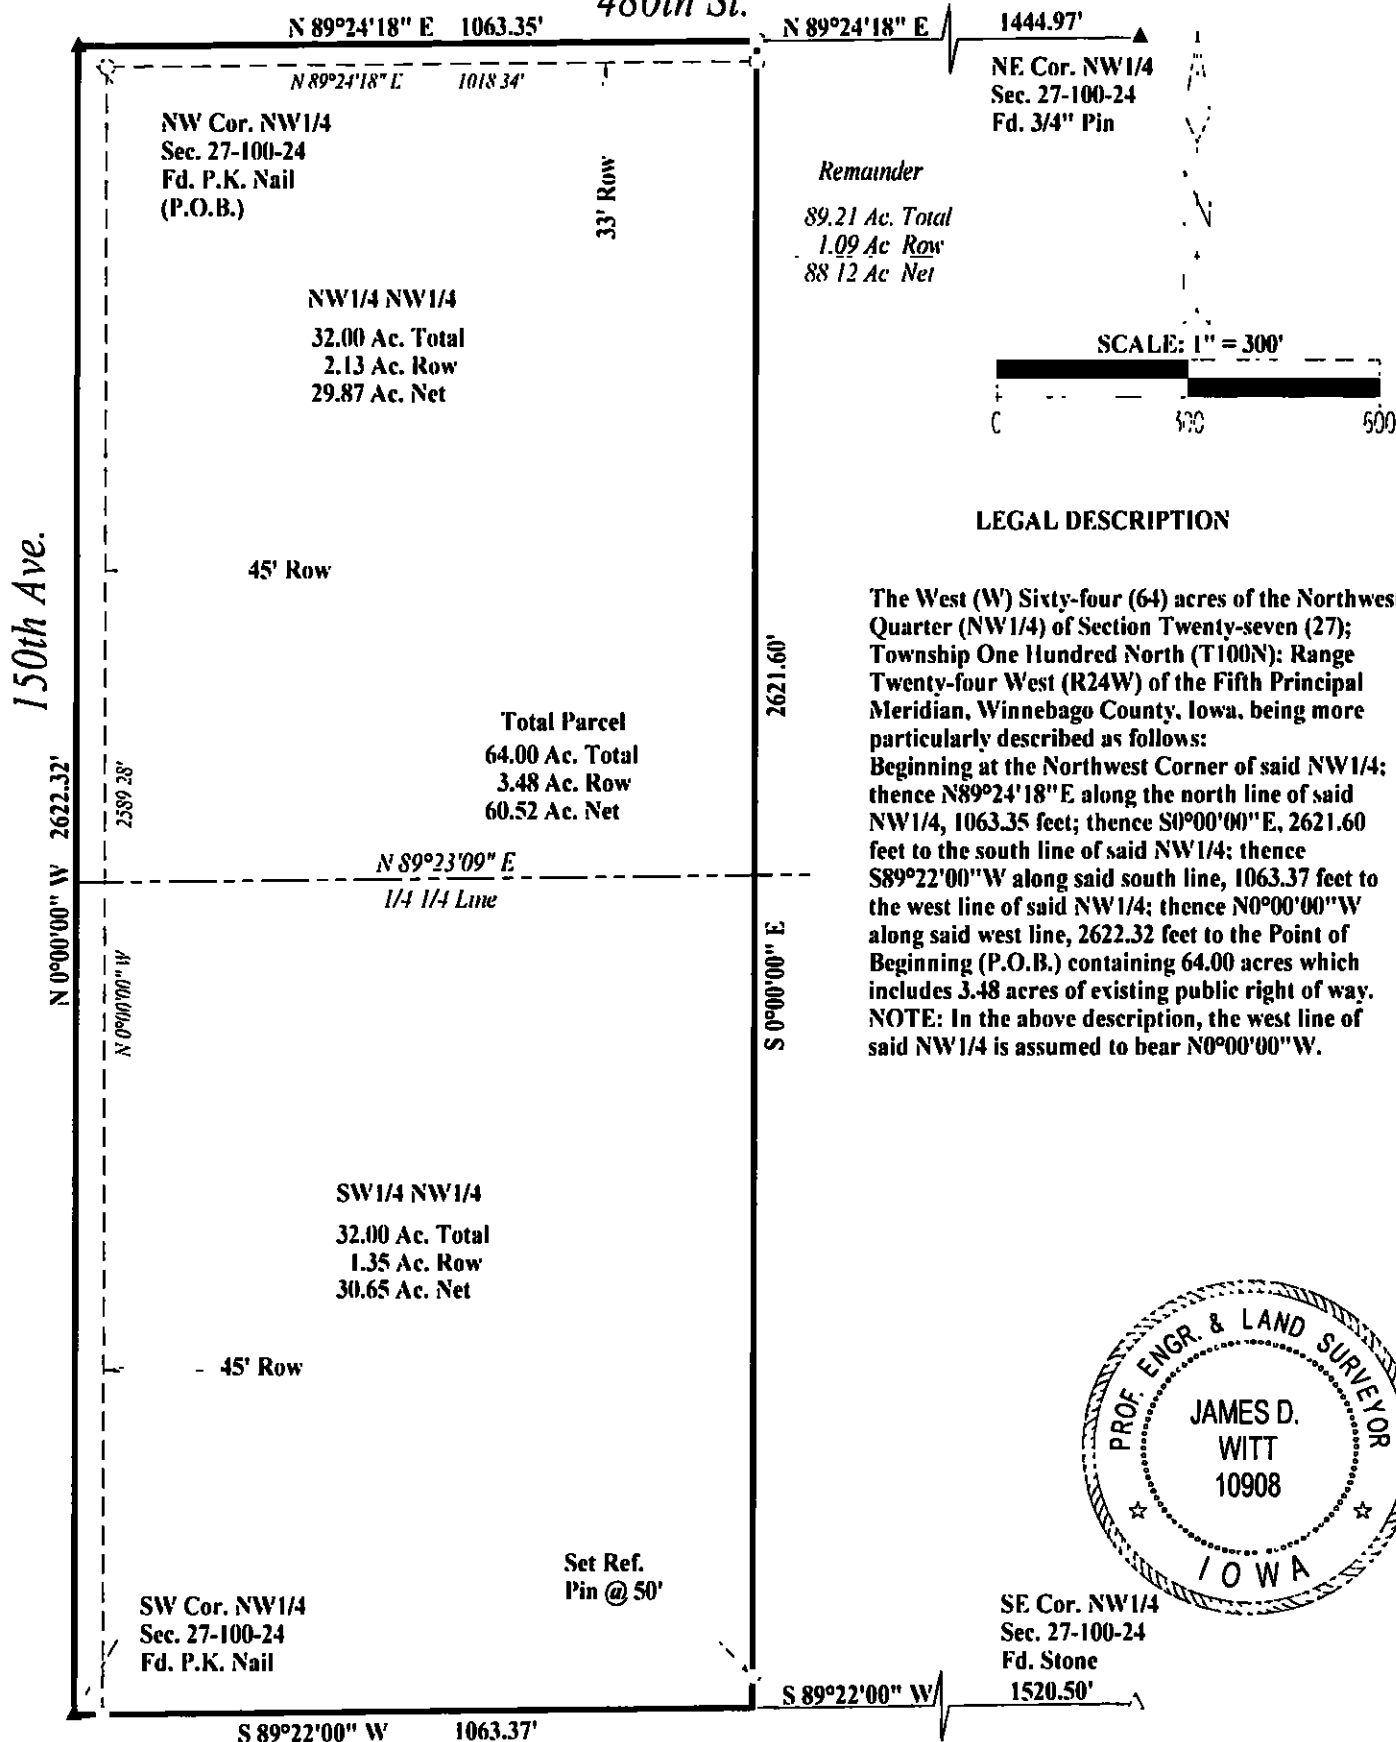 480th St.
N 89°24'18" E 1063.35'
N 89°24'18" E
1444.97'
N 89°24'18" E 1018 34'
NE Cor. NW1/4
Sec. 27-100-24
Fd. 3/4" Pin
NW Cor. NW1/4
Sec. 27-100-24
Fd. P.K. Nail
(P.O.B.)
33' Row
Remainder
89.21 Ac. Total
1.09 Ac Row
88 12 Ac Net
N
NW1/4 NW1/4
32.00 Ac. Total
2.13 Ac. Row
29.87 Ac. Net
SCALE: 1" = 300'
0 300 600
LEGAL DESCRIPTION
150th Ave.
45' Row
The West (W) Sixty-four (64) acres of the Northwes
Quarter (NW1/4) of Section Twenty-seven (27);
Township One Hundred North (T100N); Range
Twenty-four West (R24W) of the Fifth Principal
Meridian, Winnebago County, Iowa, being more
particularly described as follows:
Beginning at the Northwest Corner of said NW1/4;
thence N89°24'18"E along the north line of said
NW1/4, 1063.35 feet; thence S0°00'00"E, 2621.60
feet to the south line of said NW1/4; thence
S89°22'00"W along said south line, 1063.37 feet to
the west line of said NW1/4; thence N0°00'00"W
along said west line, 2622.32 feet to the Point of
Beginning (P.O.B.) containing 64.00 acres which
includes 3.48 acres of existing public right of way.
NOTE: In the above description, the west line of
said NW1/4 is assumed to bear N0°00'00"W.
Total Parcel
64.00 Ac. Total
3.48 Ac. Row
60.52 Ac. Net
N 0°00'00" W 2622.32'
N 0°00'00" W 2589 28'
S 0°00'00" E 2621.60'
N 89°23'09" E
1/4 1/4 Line
SW1/4 NW1/4
32.00 Ac. Total
1.35 Ac. Row
30.65 Ac. Net
45' Row
PROF. ENGR. & LAND SURVEYOR
JAMES D.
WITT
10908
IOWA
Set Ref.
Pin @ 50'
SW Cor. NW1/4
Sec. 27-100-24
Fd. P.K. Nail
SE Cor. NW1/4
Sec. 27-100-24
Fd. Stone
S 89°22'00" W
1520.50'
S 89°22'00" W 1063.37'